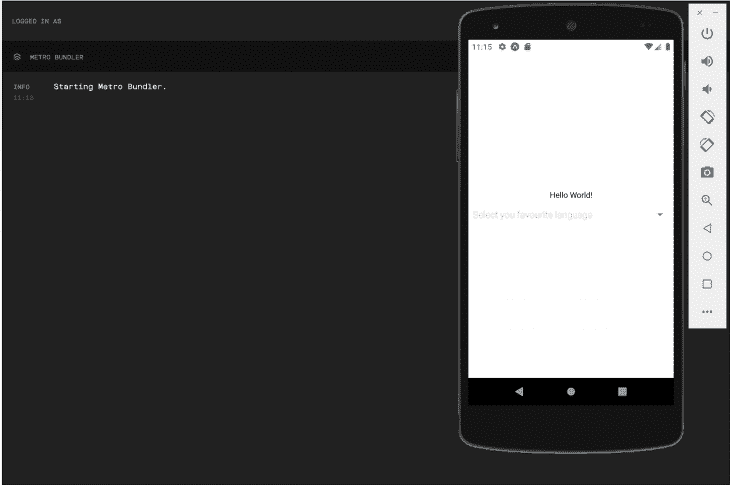 LOGGED IN AS
METRO BUNDLER
INFO
Starting Metro Bundler.
11:13
11:15
Hello World!
Select you favourite language